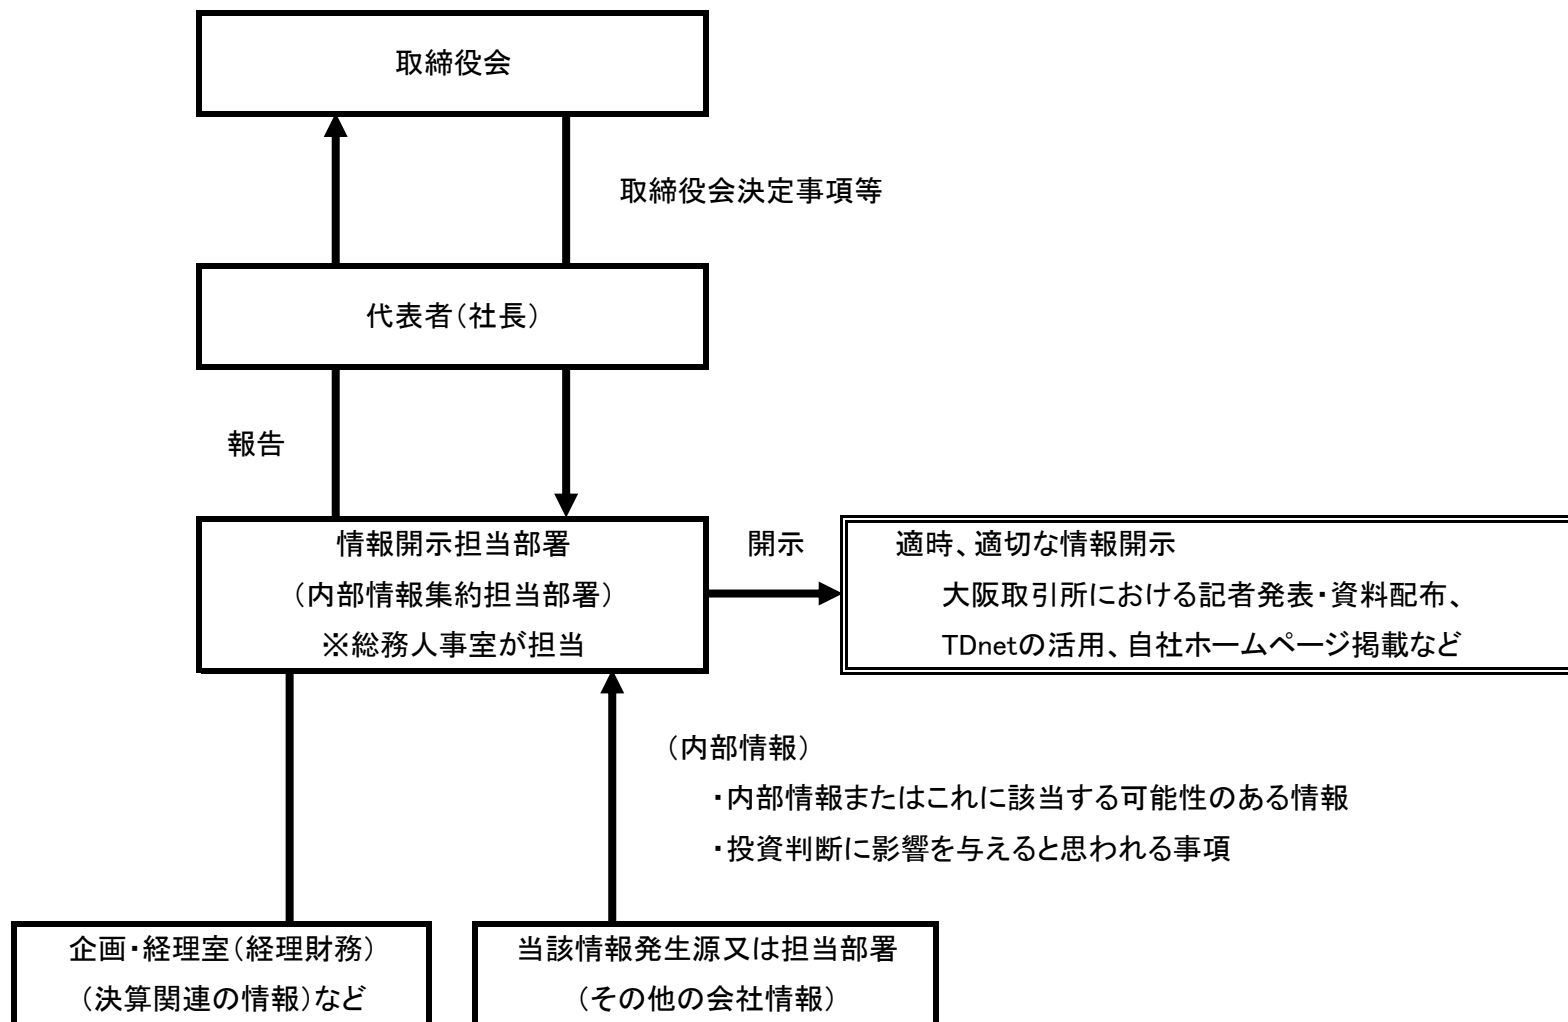 取締役会
取締役会決定事項等
代表者（社長）
報告
情報開示担当部署
（内部情報集約担当部署）
※総務人事室が担当
開示
適時、適切な情報開示
大阪取引所における記者発表・資料配布、
TDnetの活用、自社ホームページ掲載など
（内部情報）
・内部情報またはこれに該当する可能性のある情報
・投資判断に影響を与えると思われる事項
企画・経理室（経理財務）
（決算関連の情報）など
当該情報発生源又は担当部署
（その他の会社情報）